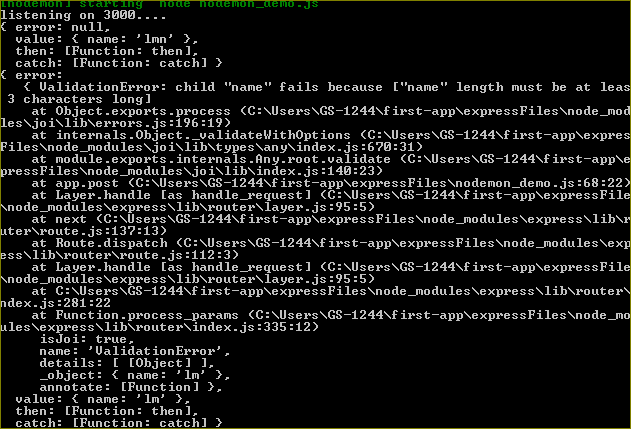 [nodemon] starting `node nodemon_demo.js`
listening on 3000....
{ error: null,
  value: { name: 'lmn' },
  then: [Function: then],
  catch: [Function: catch] }
{ error:
   { ValidationError: child "name" fails because ["name" length must be at leas
 3 characters long]
    at Object.exports.process (C:\Users\GS-1244\first-app\expressFiles\node_modu
les\joi\lib\errors.js:196:19)
    at internals.Object._validateWithOptions (C:\Users\GS-1244\first-app\expres
Files\node_modules\joi\lib\types\any\index.js:670:31)
    at module.exports.internals.Any.root.validate (C:\Users\GS-1244\first-app\e
pressFiles\node_modules\joi\lib\index.js:140:23)
    at app.post (C:\Users\GS-1244\first-app\expressFiles\nodemon_demo.js:68:22)
    at Layer.handle [as handle_request] (C:\Users\GS-1244\first-app\expressFiles
\node_modules\express\lib\router\layer.js:95:5)
    at next (C:\Users\GS-1244\first-app\expressFiles\node_modules\express\lib\r
uter\route.js:137:13)
    at Route.dispatch (C:\Users\GS-1244\first-app\expressFiles\node_modules\exp
ess\lib\router\route.js:112:3)
    at Layer.handle [as handle_request] (C:\Users\GS-1244\first-app\expressFiles
\node_modules\express\lib\router\layer.js:95:5)
    at C:\Users\GS-1244\first-app\expressFiles\node_modules\express\lib\router\
ndex.js:281:22
    at Function.process_params (C:\Users\GS-1244\first-app\expressFiles\node_mo
ules\express\lib\router\index.js:335:12)
     isJoi: true,
     name: 'ValidationError',
     details: [ [Object] ],
     _object: { name: 'lm' },
     annotate: [Function] },
  value: { name: 'lm' },
  then: [Function: then],
  catch: [Function: catch] }